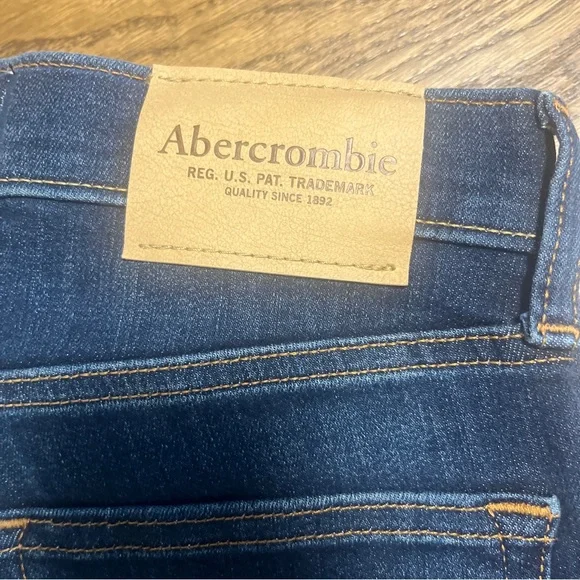 Abercrombie
REG. U.S. PAT. TRADEMARK
QUALITY SINCE 1892